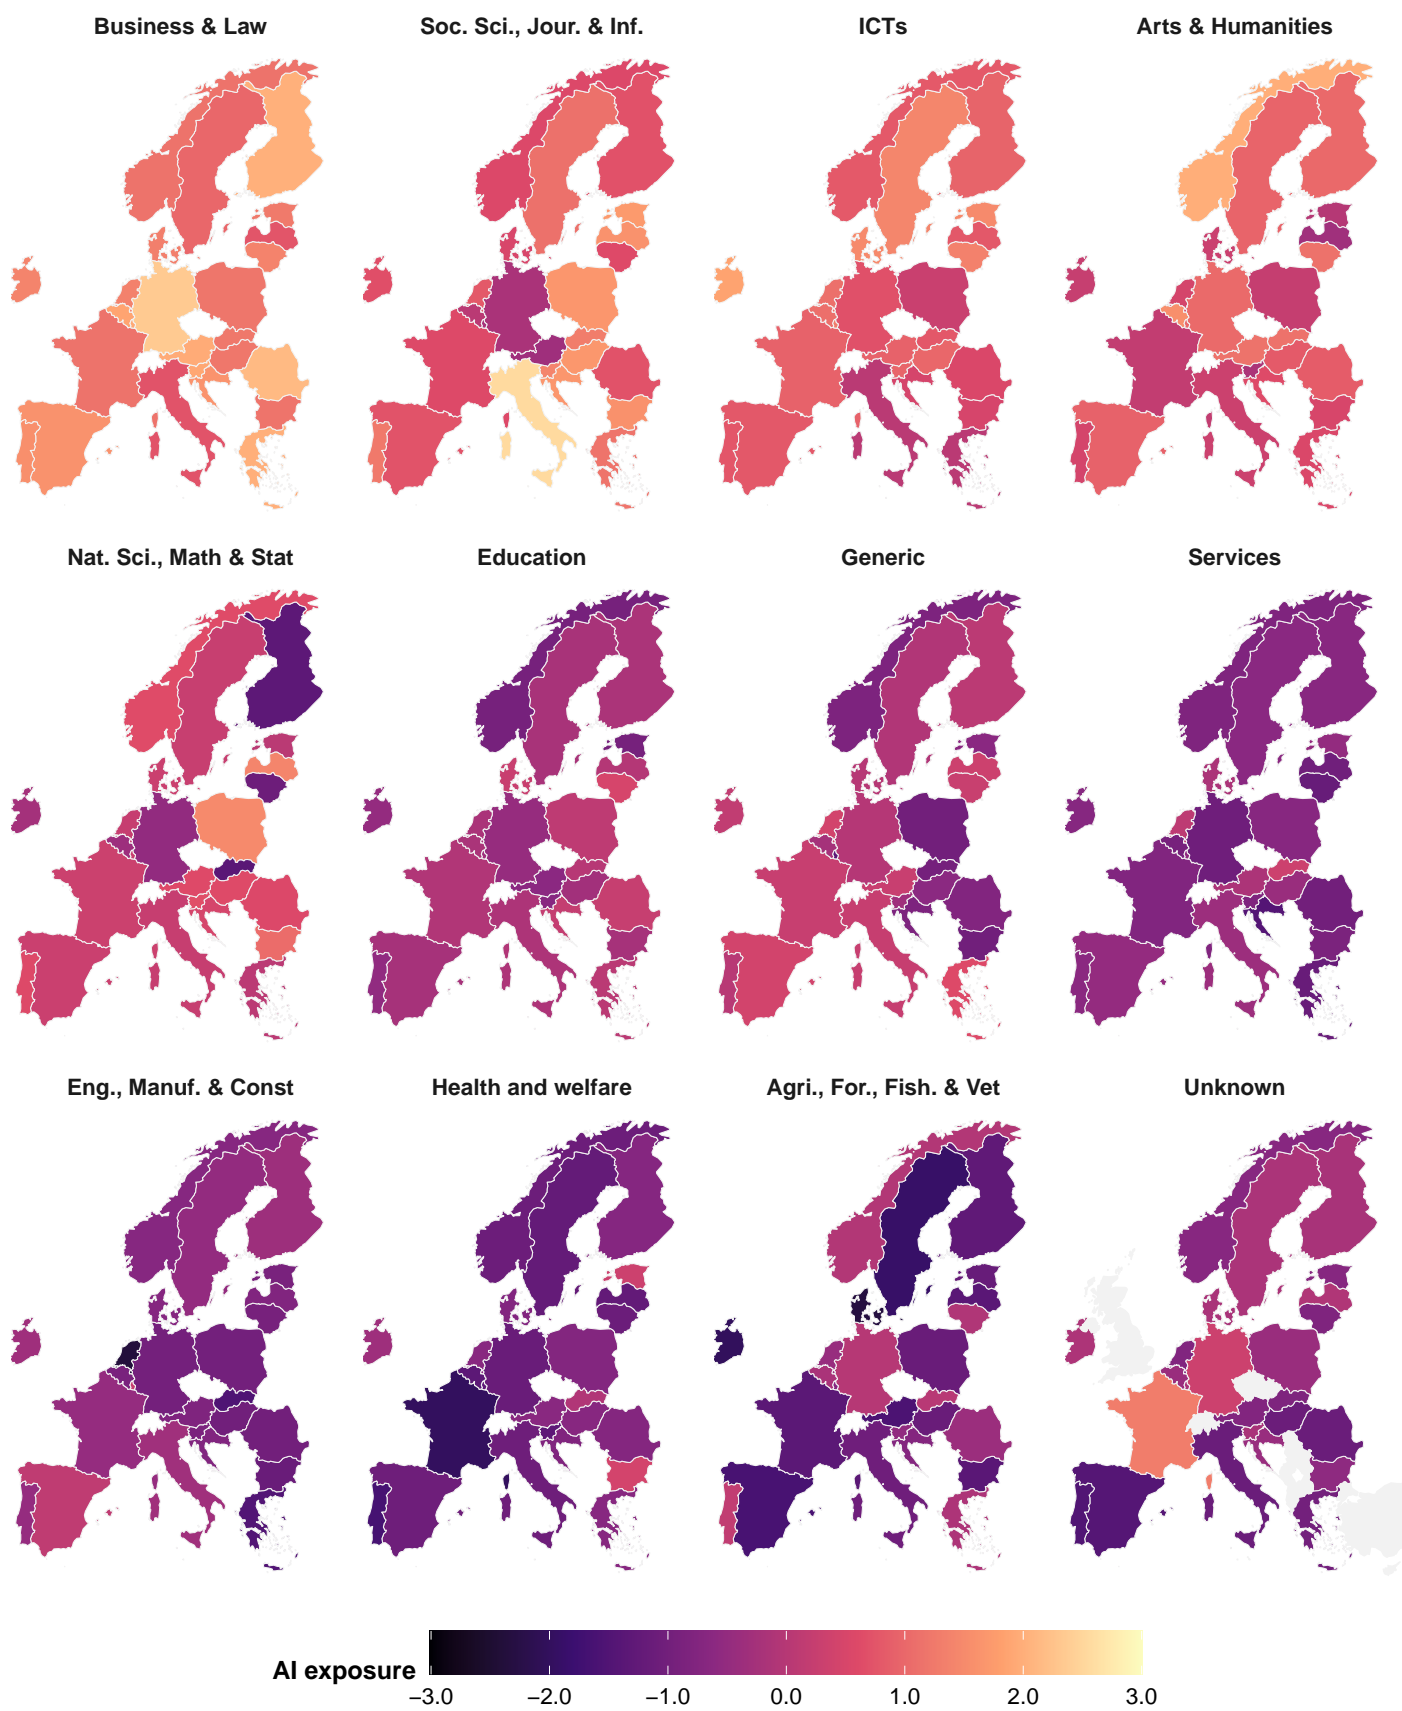 Business & Law
Soc. Sci., Jour. & Inf.
ICTs
Arts & Humanities
Nat. Sci., Math & Stat
Education
Generic
Services
Eng., Manuf. & Const
Health and welfare
Agri., For., Fish. & Vet
Unknown
AI exposure
−3.0 −2.0 −1.0 0.0 1.0 2.0 3.0